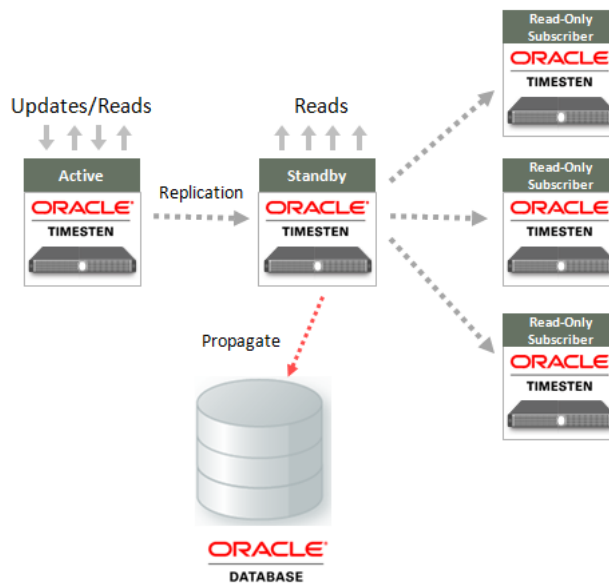 Read-Only
Subscriber
ORACLE
TIMESTEN
Updates/Reads
Reads
Active
ORACLE
TIMESTEN
Replication
Standby
ORACLE
TIMESTEN
Read-Only
Subscriber
ORACLE
TIMESTEN
Read-Only
Subscriber
ORACLE
TIMESTEN
Propagate
ORACLE
DATABASE